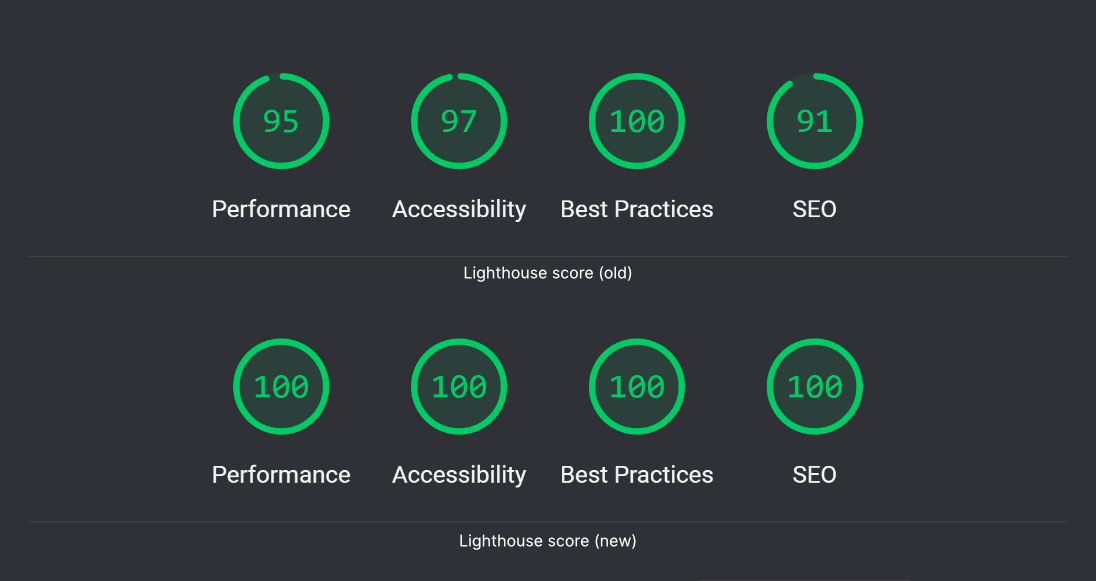 95 97 100 91
Performance Accessibility Best Practices SEO
Lighthouse score (old)
100 100 100 100
Performance Accessibility Best Practices SEO
Lighthouse score (new)